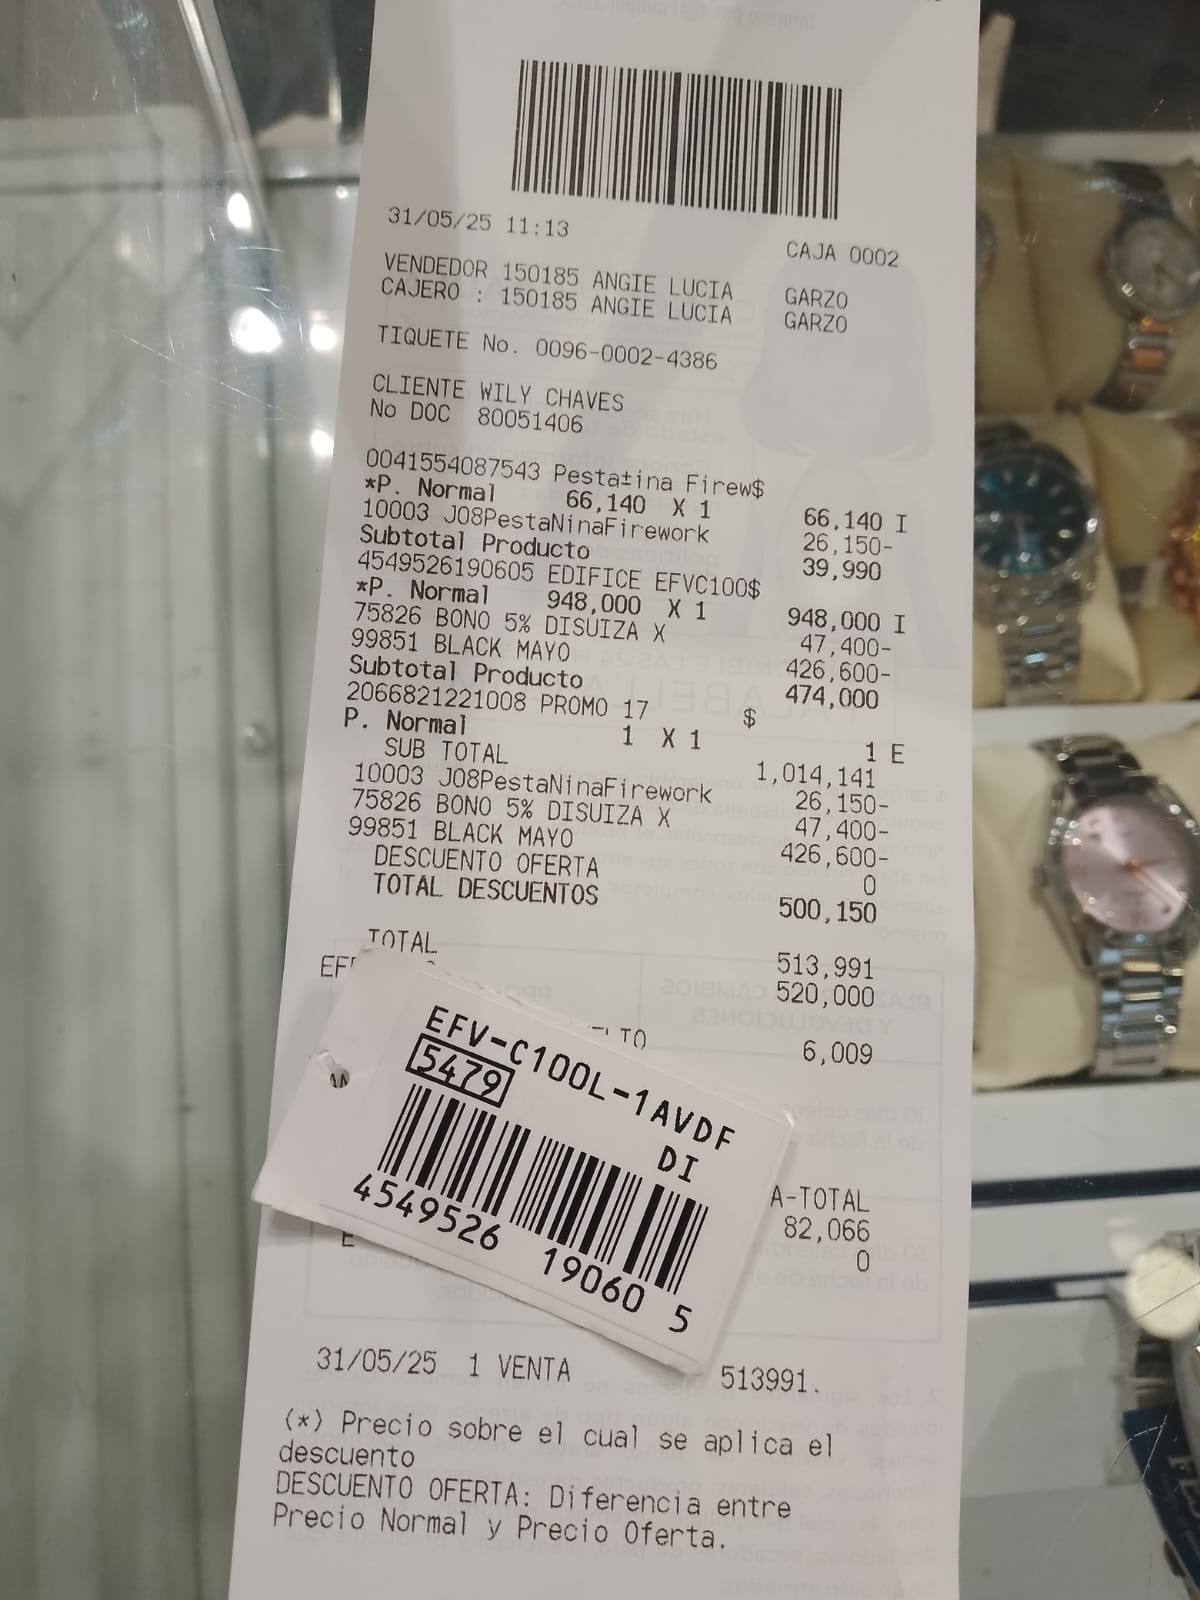 31/05/25 11:13 CAJA 0002
VENDEDOR 150185 ANGIE LUCIA GARZO
CAJERO : 150185 ANGIE LUCIA GARZO
TIQUETE No. 0096-0002-4386
CLIENTE WILY CHAVES
No DOC 80051406
0041554087543 Pesta±ina Firew$
*P. Normal 66,140 X 1 66,140 I
10003 J08PestaNinaFirework 26,150-
Subtotal Producto 39,990
4549526190605 EDIFICE EFVC100$
*P. Normal 948,000 X 1 948,000 I
75826 BONO 5% DISUIZA X 47,400-
99851 BLACK MAYO 426,600-
Subtotal Producto 474,000
2066821221008 PROMO 17 $
P. Normal 1 X 1 1 E
SUB TOTAL 1,014,141
10003 J08PestaNinaFirework 26,150-
75826 BONO 5% DISUIZA X 47,400-
99851 BLACK MAYO 426,600-
DESCUENTO OFERTA 0
TOTAL DESCUENTOS 500,150
TOTAL 513,991
520,000
6,009
EFV-C100L-1AVDF
5479 DI
4549526 19060 5
A-TOTAL
82,066
E 0
31/05/25 1 VENTA 513991.
(*) Precio sobre el cual se aplica el
descuento
DESCUENTO OFERTA: Diferencia entre
Precio Normal y Precio Oferta.